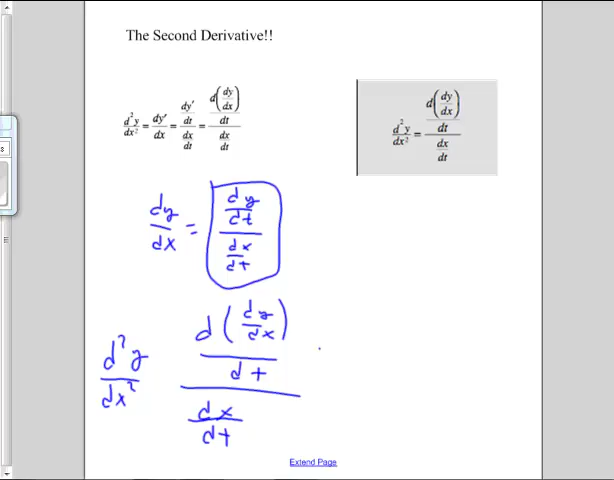 The Second Derivative!!
d²y/dx² = dy′/dx = (dy′/dt)/(dx/dt) = (d(dy/dx)/dt)/(dx/dt)
d²y/dx² = (d(dy/dx)/dt)/(dx/dt)
dy/dx = (dy/dt)/(dx/dt)
d²y/dx² (d(dy/dx)/dt)/(dx/dt)
Extend Page